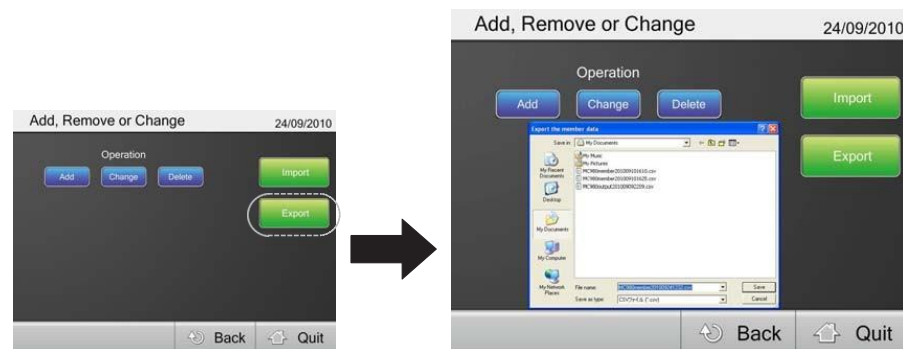 Add, Remove or Change 24/09/2010
Operation
Add Change Delete
Import
Export
Back Quit
Add, Remove or Change 24/09/2010
Operation
Add Change Delete
Import
Export
Export the member data
Save in: My Documents
My Recent Documents
Desktop
My Documents
My Computer
My Network Places
My Music
My Pictures
File name:
Save
Save as type:
Cancel
Back Quit